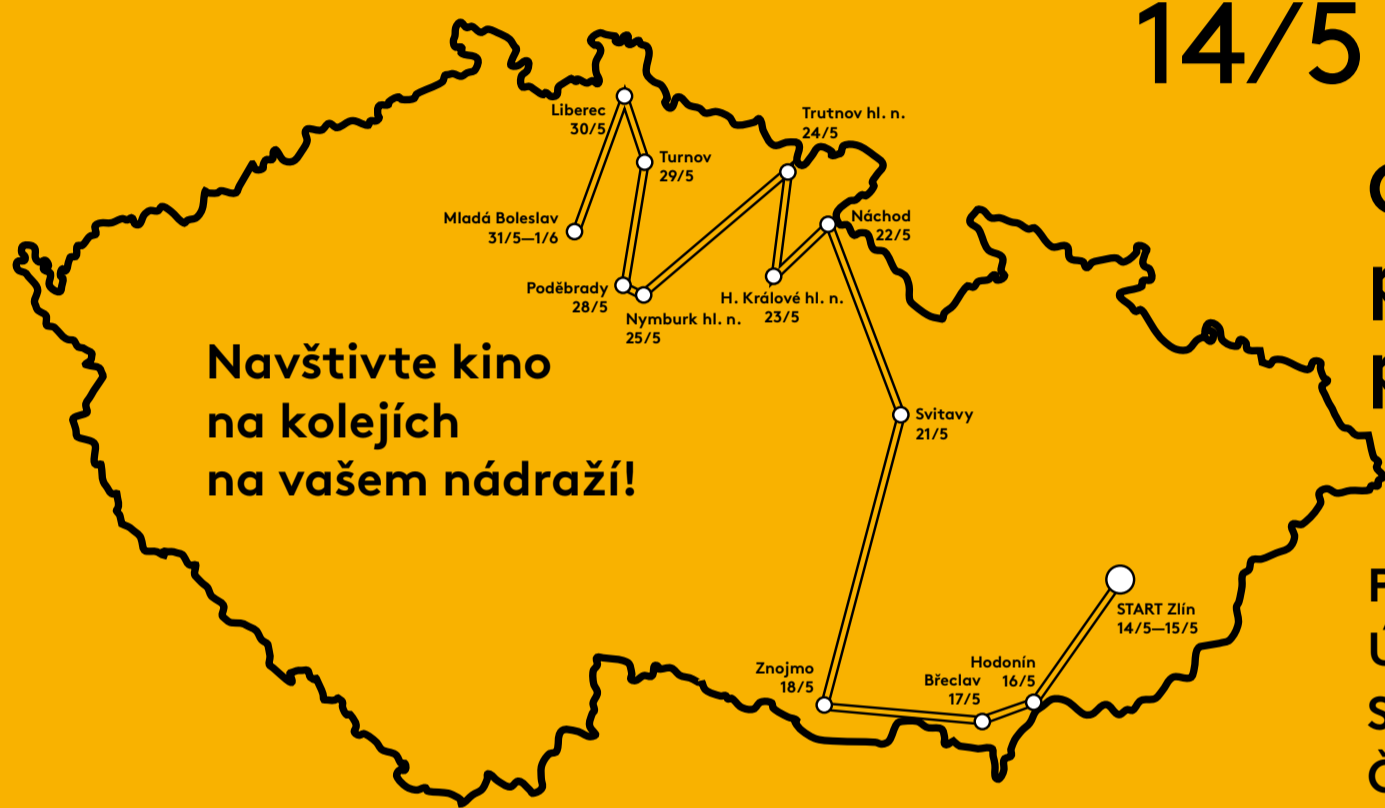 14/5
Liberec
30/5
Trutnov hl. n.
24/5
Turnov
29/5
Mladá Boleslav
31/5—1/6
Náchod
22/5
Poděbrady
28/5
H. Králové hl. n.
23/5
Nymburk hl. n.
25/5
Navštivte kino
na kolejích
na vašem nádraží!
Svitavy
21/5
START Zlín
14/5—15/5
Hodonín
16/5
Břeclav
17/5
Znojmo
18/5